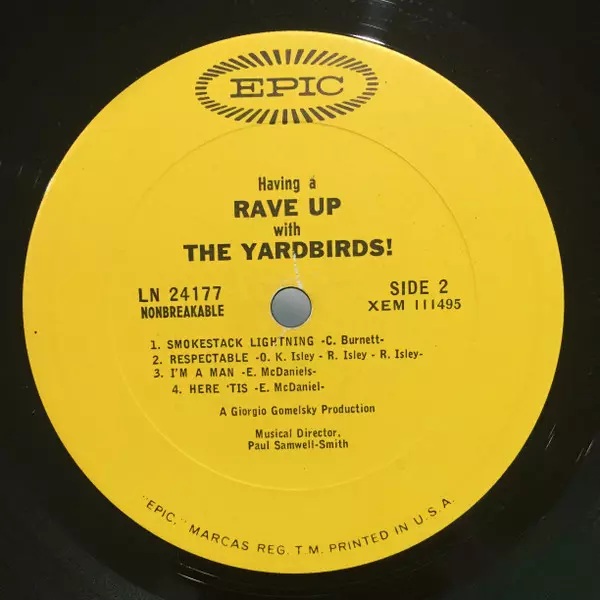 EPIC
Having a
RAVE UP
with
THE YARDBIRDS!
LN 24177
NONBREAKABLE
SIDE 2
XEM 111495
1. SMOKESTACK LIGHTNING -C. Burnett-
2. RESPECTABLE -O. K. Isley - R. Isley - R. Isley-
3. I'M A MAN -E. McDaniels-
4. HERE 'TIS -E. McDaniel-
A Giorgio Gomelsky Production
Musical Director,
Paul Samwell-Smith
"EPIC," MARCAS REG. T.M. PRINTED IN U.S.A.